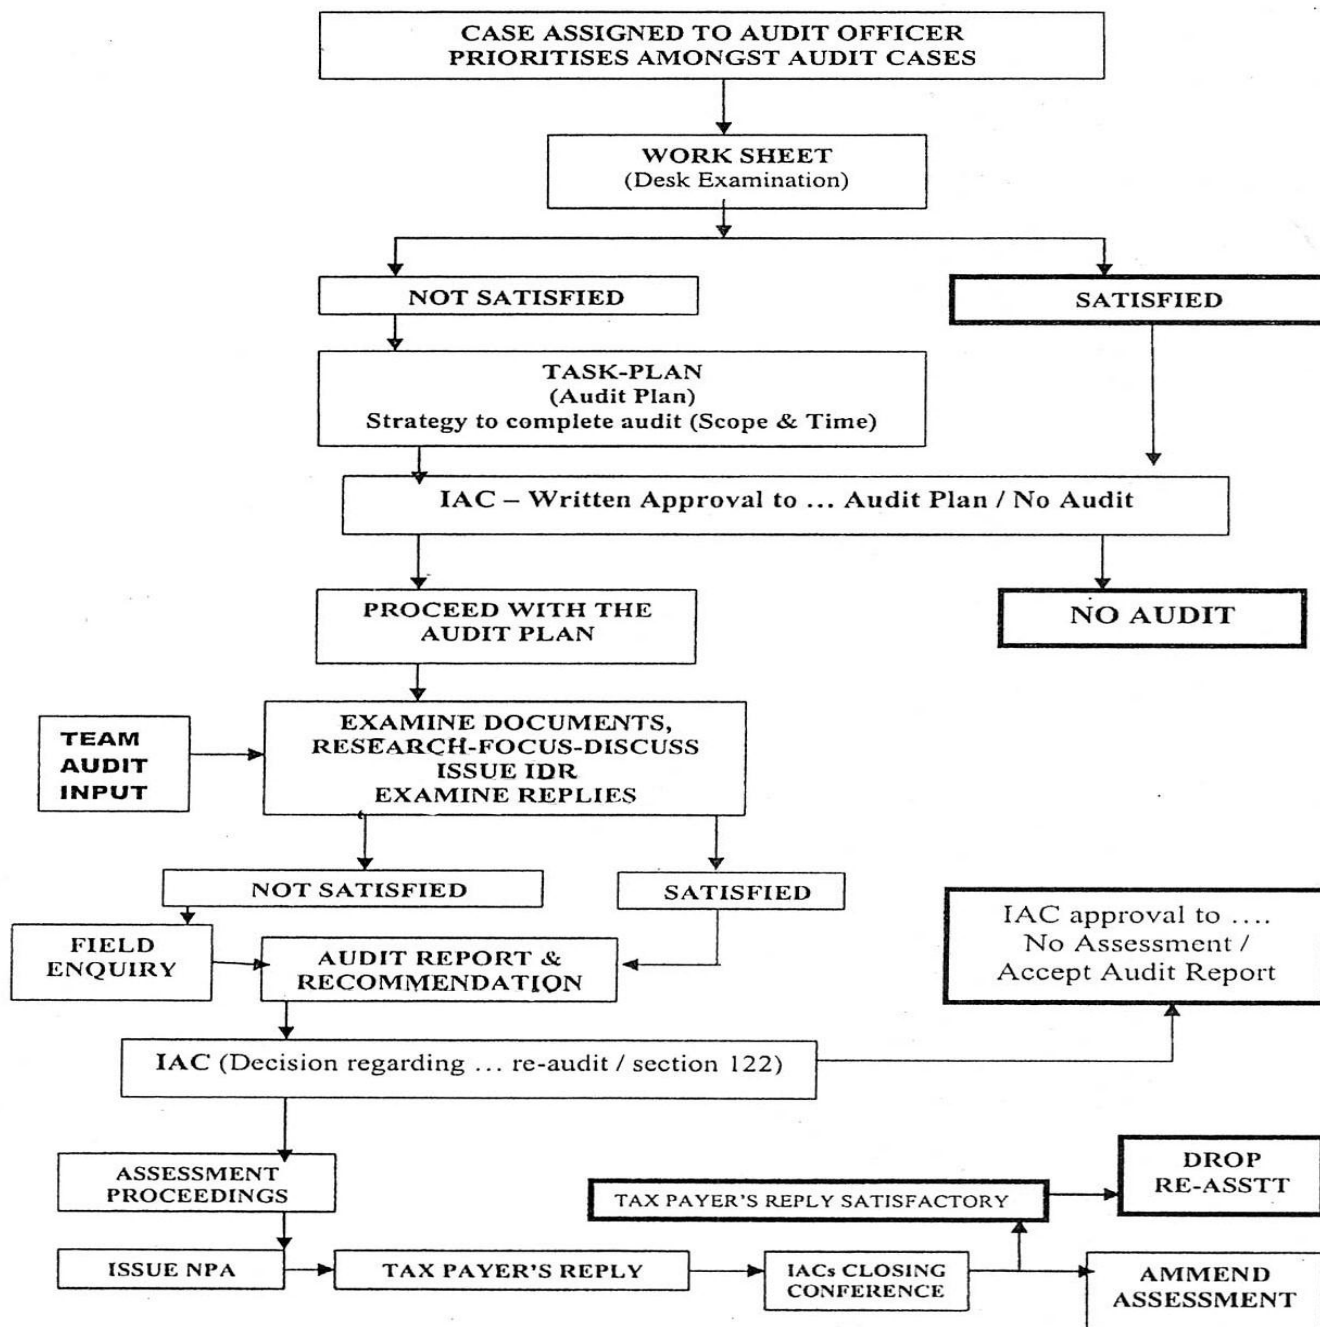 CASE ASSIGNED TO AUDIT OFFICER
PRIORITISES AMONGST AUDIT CASES
WORK SHEET
(Desk Examination)
NOT SATISFIED
SATISFIED
TASK-PLAN
(Audit Plan)
Strategy to complete audit (Scope & Time)
IAC – Written Approval to ... Audit Plan / No Audit
PROCEED WITH THE
AUDIT PLAN
NO AUDIT
TEAM
AUDIT
INPUT
EXAMINE DOCUMENTS,
RESEARCH-FOCUS-DISCUSS
ISSUE IDR
EXAMINE REPLIES
NOT SATISFIED
SATISFIED
FIELD
ENQUIRY
AUDIT REPORT &
RECOMMENDATION
IAC approval to ....
No Assessment /
Accept Audit Report
IAC (Decision regarding ... re-audit / section 122)
ASSESSMENT
PROCEEDINGS
TAX PAYER'S REPLY SATISFACTORY
DROP
RE-ASSTT
ISSUE NPA
TAX PAYER'S REPLY
IACs CLOSING
CONFERENCE
AMMEND
ASSESSMENT